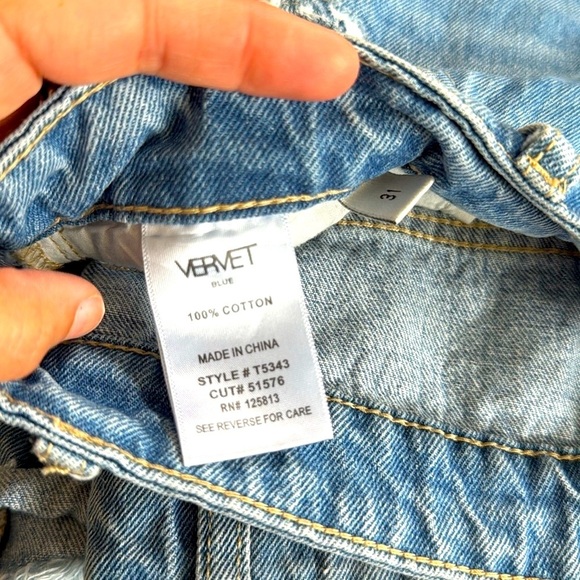 31
VERVET
BLUE
100% COTTON
MADE IN CHINA
STYLE # T5343
CUT# 51576
RN# 125813
SEE REVERSE FOR CARE